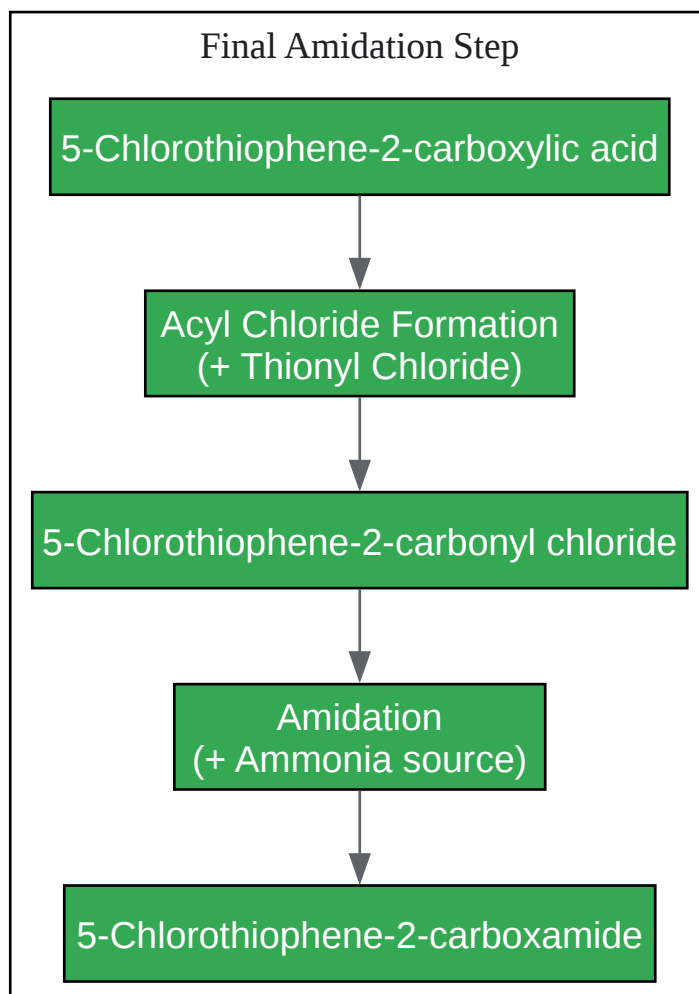 Final Amidation Step
5-Chlorothiophene-2-carboxylic acid
Acyl Chloride Formation
(+ Thionyl Chloride)
5-Chlorothiophene-2-carbonyl chloride
Amidation
(+ Ammonia source)
5-Chlorothiophene-2-carboxamide